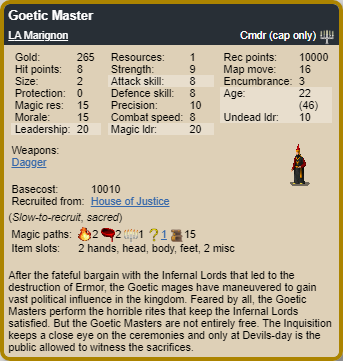 Goetic Master
LA Marignon Cmdr (cap only)
Gold: 265 Resources: 1 Rec points: 10000
Hit points: 8 Strength: 9 Map move: 16
Size: 2 Attack skill: 8 Encumbrance: 3
Protection: 0 Defence skill: 8 Age: 22
Magic res: 15 Precision: 10 (46)
Morale: 15 Combat speed: 8 Undead ldr: 10
Leadership: 20 Magic ldr: 20
Weapons:
Dagger
Basecost: 10010
Recruited from: House of Justice
(Slow-to-recruit, sacred)
Magic paths: 2 2 1 ? 1 15
Item slots: 2 hands, head, body, feet, 2 misc
After the fateful bargain with the Infernal Lords that led to the
destruction of Ermor, the Goetic mages have maneuvered to gain
vast political influence in the kingdom. Feared by all, the Goetic
Masters perform the horrible rites that keep the Infernal Lords
satisfied. But the Goetic Masters are not entirely free. The Inquisition
keeps a close eye on the ceremonies and only at Devils-day is the
public allowed to witness the sacrifices.